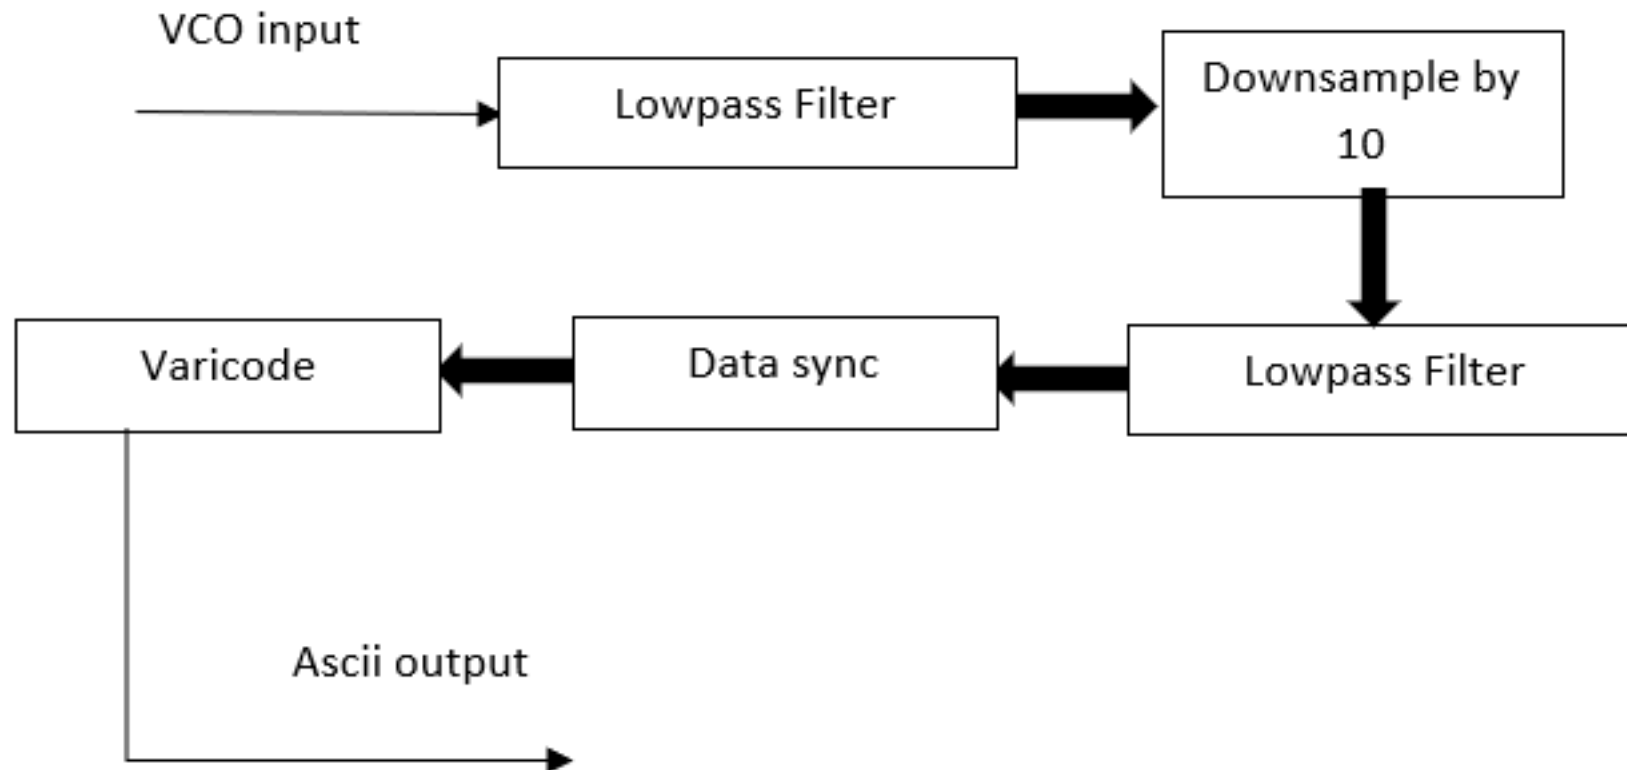 VCO input
Lowpass Filter
Downsample by
10
Lowpass Filter
Data sync
Varicode
Ascii output